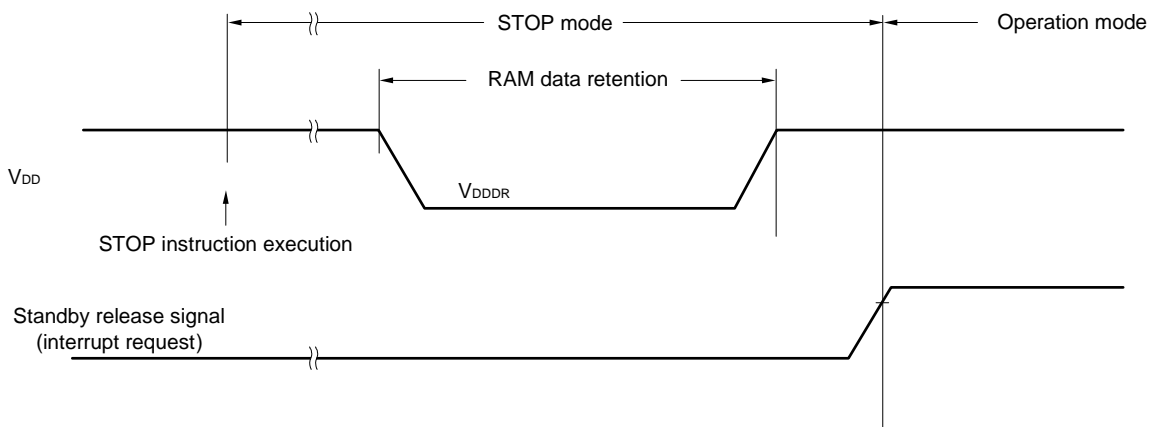 STOP mode
Operation mode
RAM data retention
VDD
VDDDR
STOP instruction execution
Standby release signal
(interrupt request)